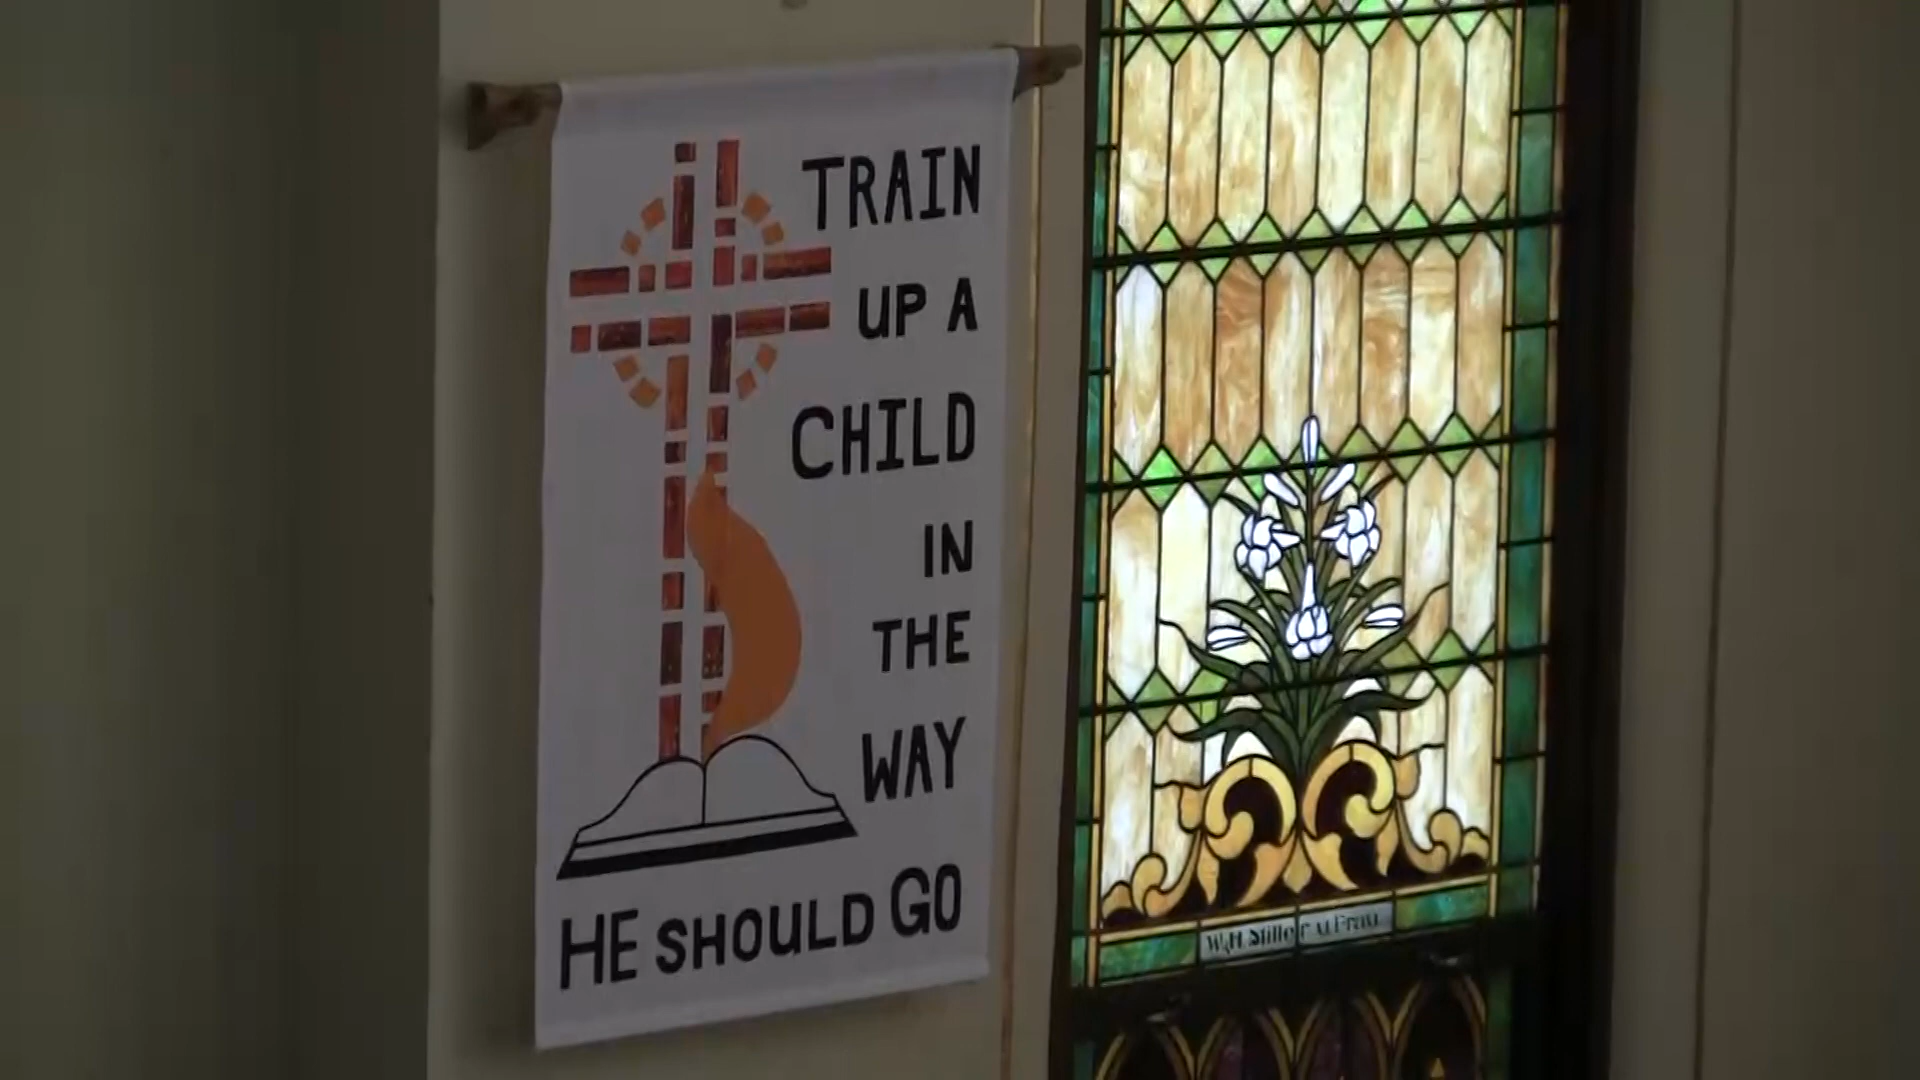 TRAIN
UP A
CHILD
IN
THE
WAY
HE SHOULD GO